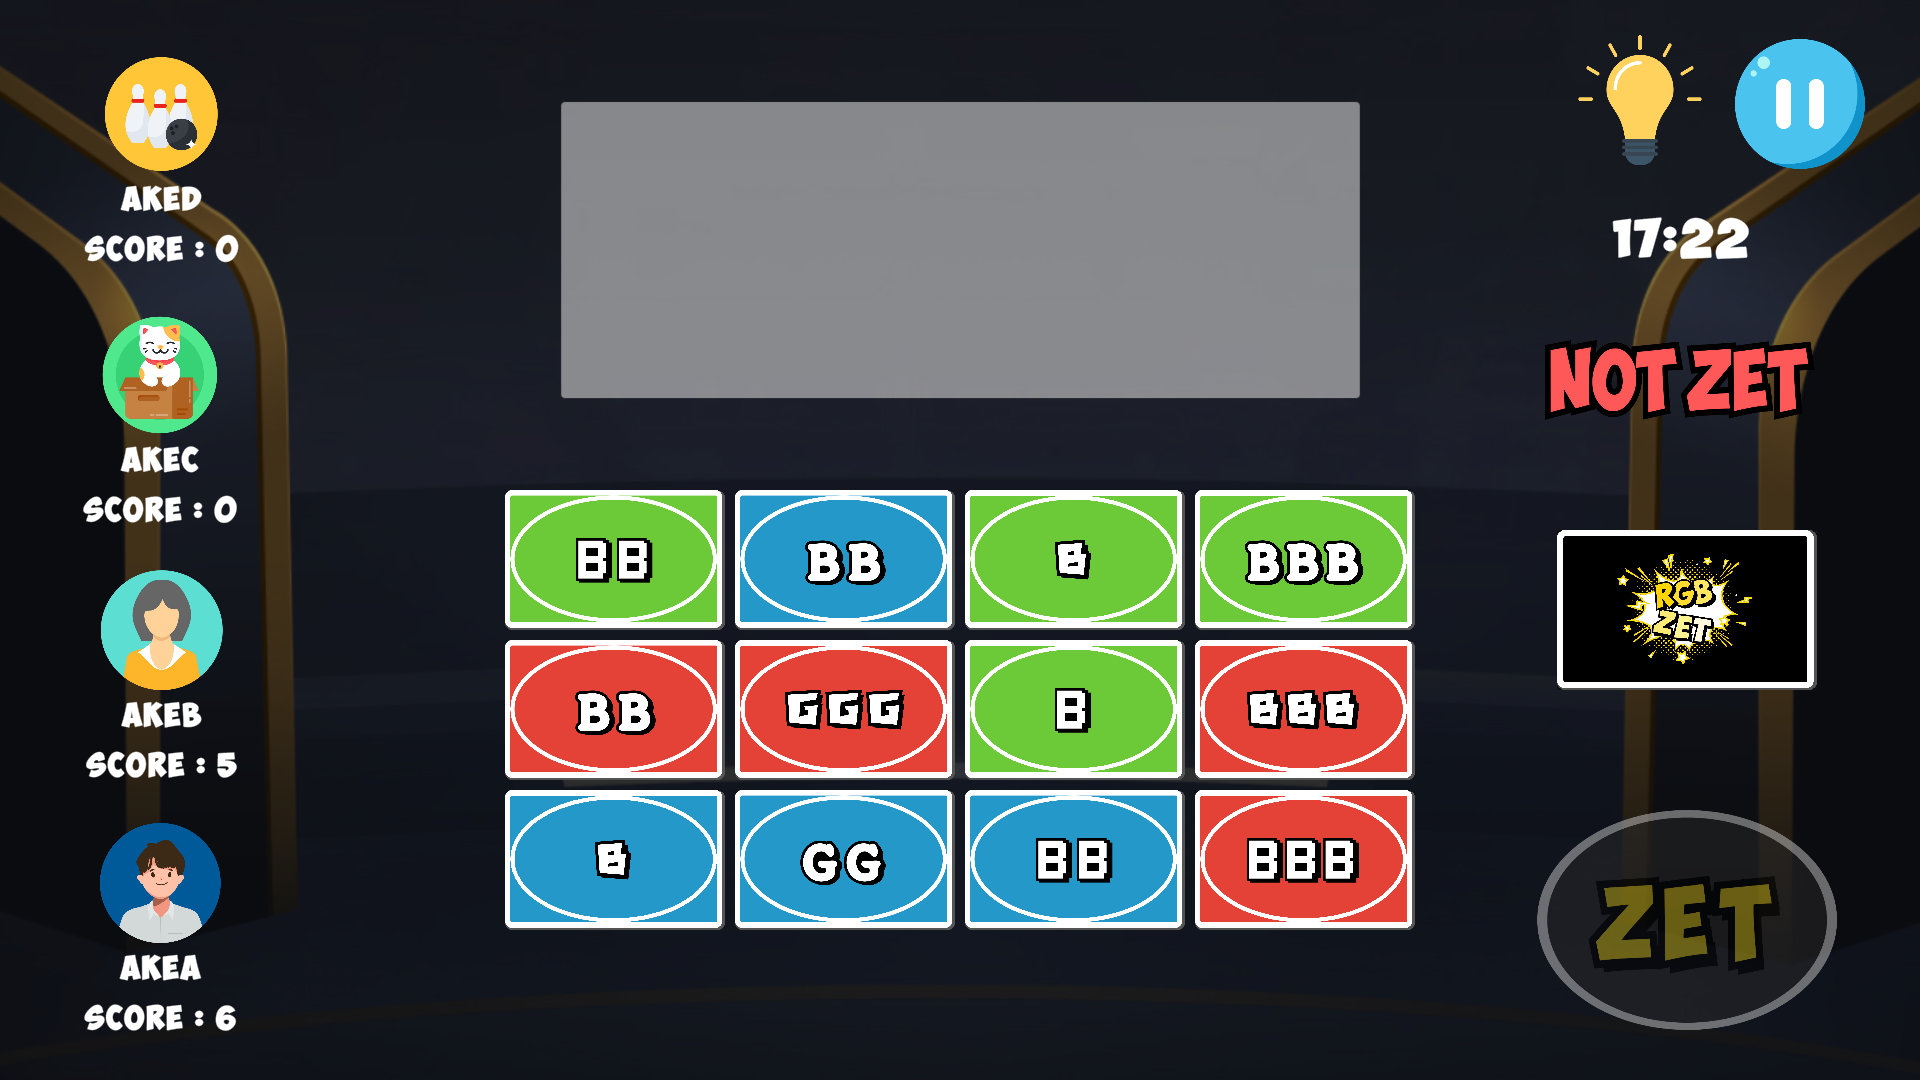 AKED
SCORE : 0
AKEC
SCORE : 0
AKEB
SCORE : 5
AKEA
SCORE : 6
BB
BB
B
BBB
BB
GGG
B
BBB
B
GG
BB
BBB
17:22
NOT ZET
RGB
ZET
ZET